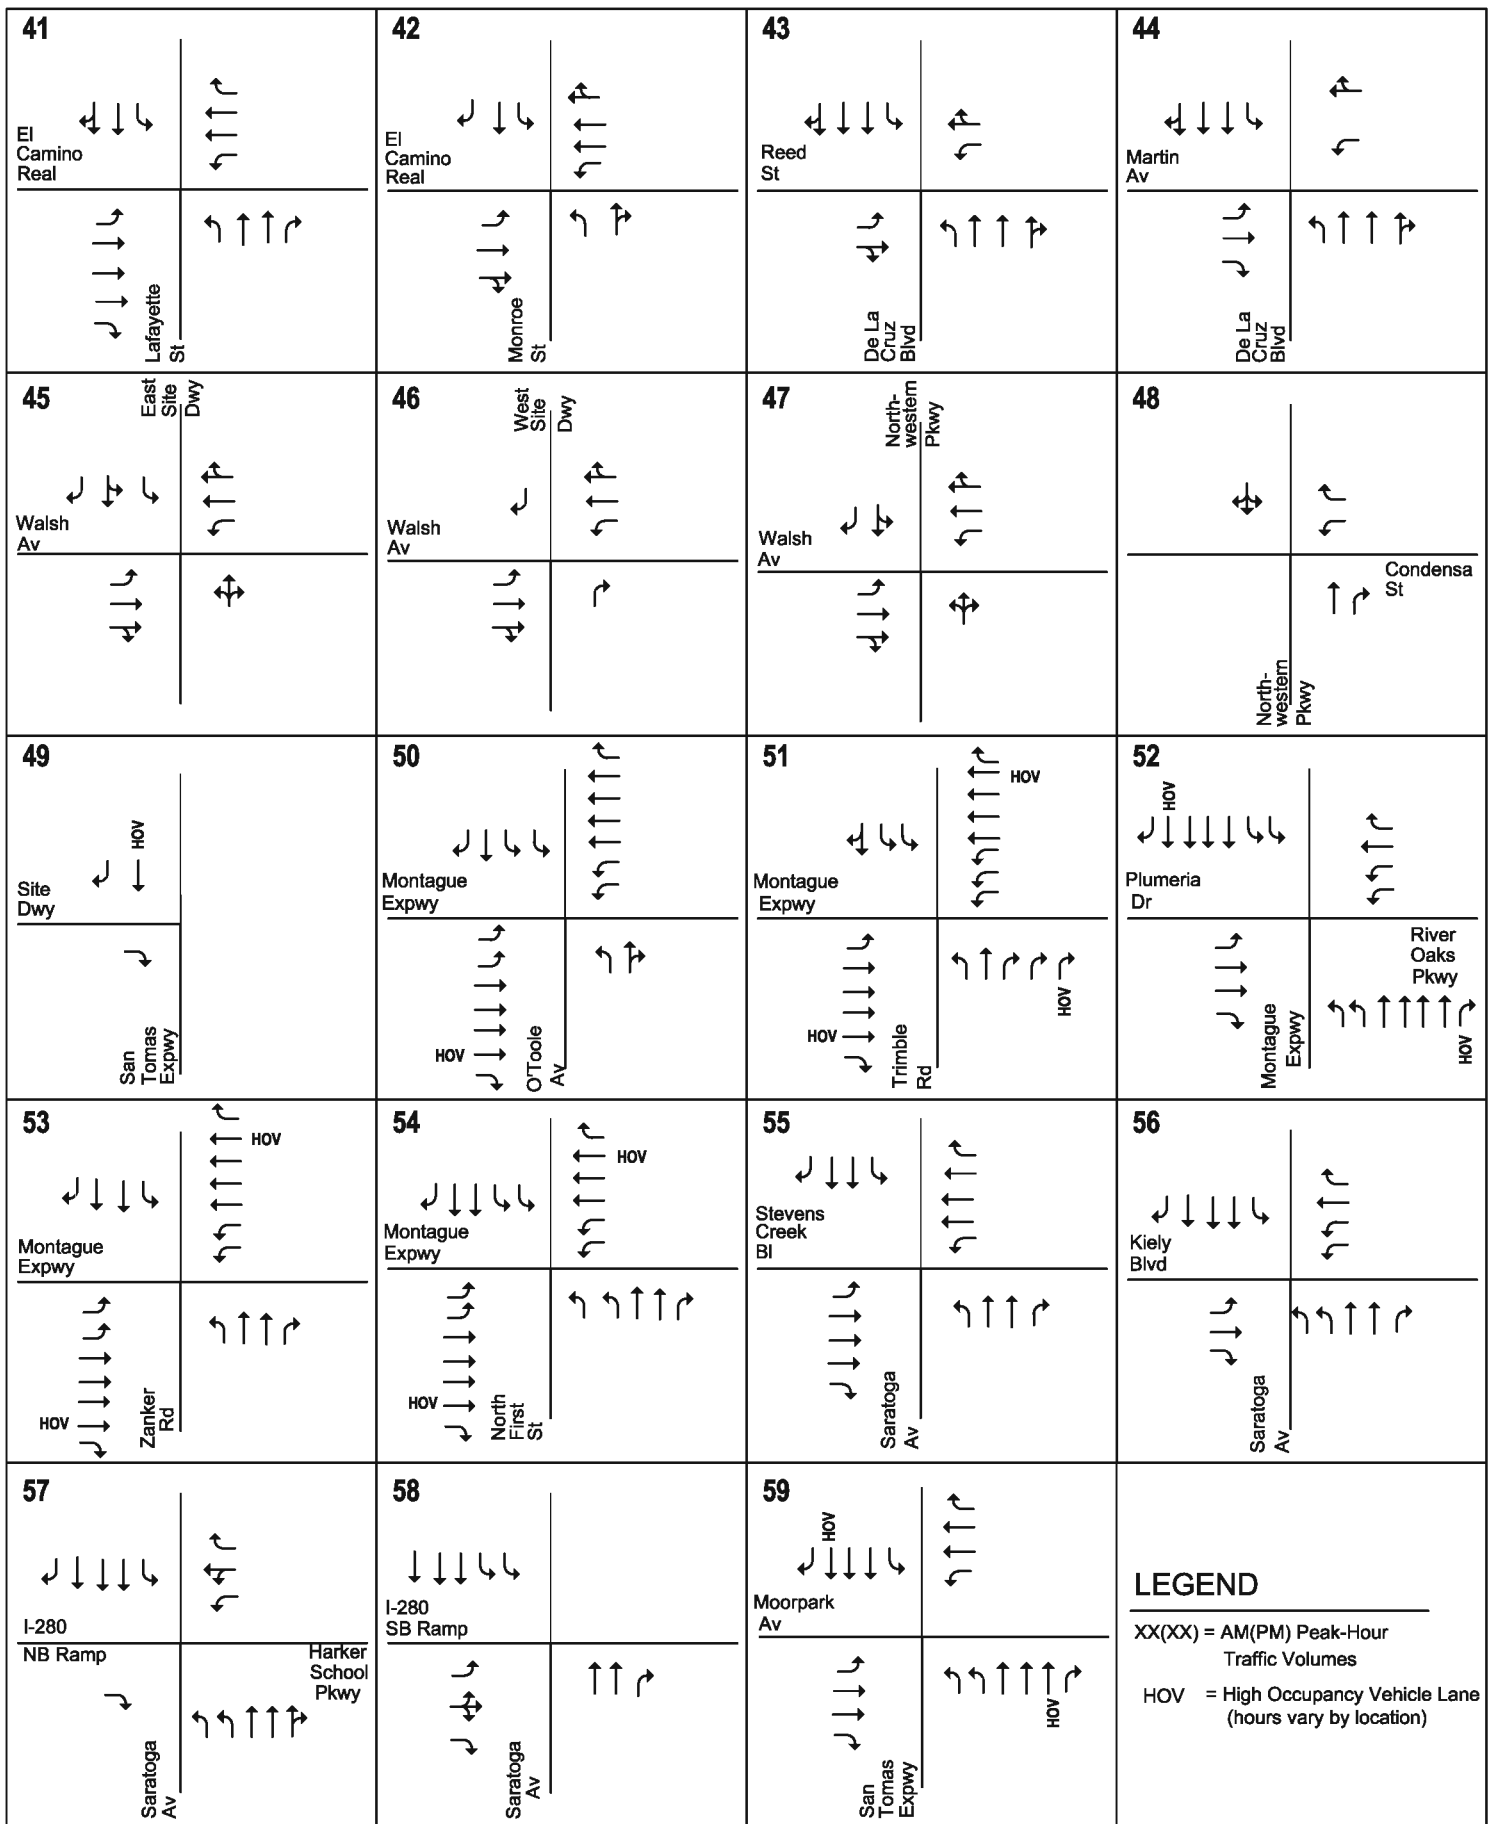 41
El
Camino
Real
Lafayette
St
42
El
Camino
Real
Monroe
St
43
Reed
St
De La
Cruz
Blvd
44
Martin
Av
De La
Cruz
Blvd
45
East
Site
Dwy
Walsh
Av
46
West
Site
Dwy
Walsh
Av
47
North-
western
Pkwy
Walsh
Av
48
Condensa
St
North-
western
Pkwy
49
HOV
Site
Dwy
San
Tomas
Expwy
50
Montague
Expwy
HOV
O'Toole
Av
51
HOV
Montague
Expwy
HOV
Trimble
Rd
HOV
52
HOV
Plumeria
Dr
River
Oaks
Pkwy
Montague
Expwy
HOV
53
HOV
Montague
Expwy
HOV
Zanker
Rd
54
HOV
Montague
Expwy
HOV
North
First
St
55
Stevens
Creek
Bl
Saratoga
Av
56
Kiely
Blvd
Saratoga
Av
57
I-280
NB Ramp
Harker
School
Pkwy
Saratoga
Av
58
I-280
SB Ramp
Saratoga
Av
59
HOV
Moorpark
Av
HOV
San
Tomas
Expwy
LEGEND
XX(XX) = AM(PM) Peak-Hour
Traffic Volumes
HOV = High Occupancy Vehicle Lane
(hours vary by location)